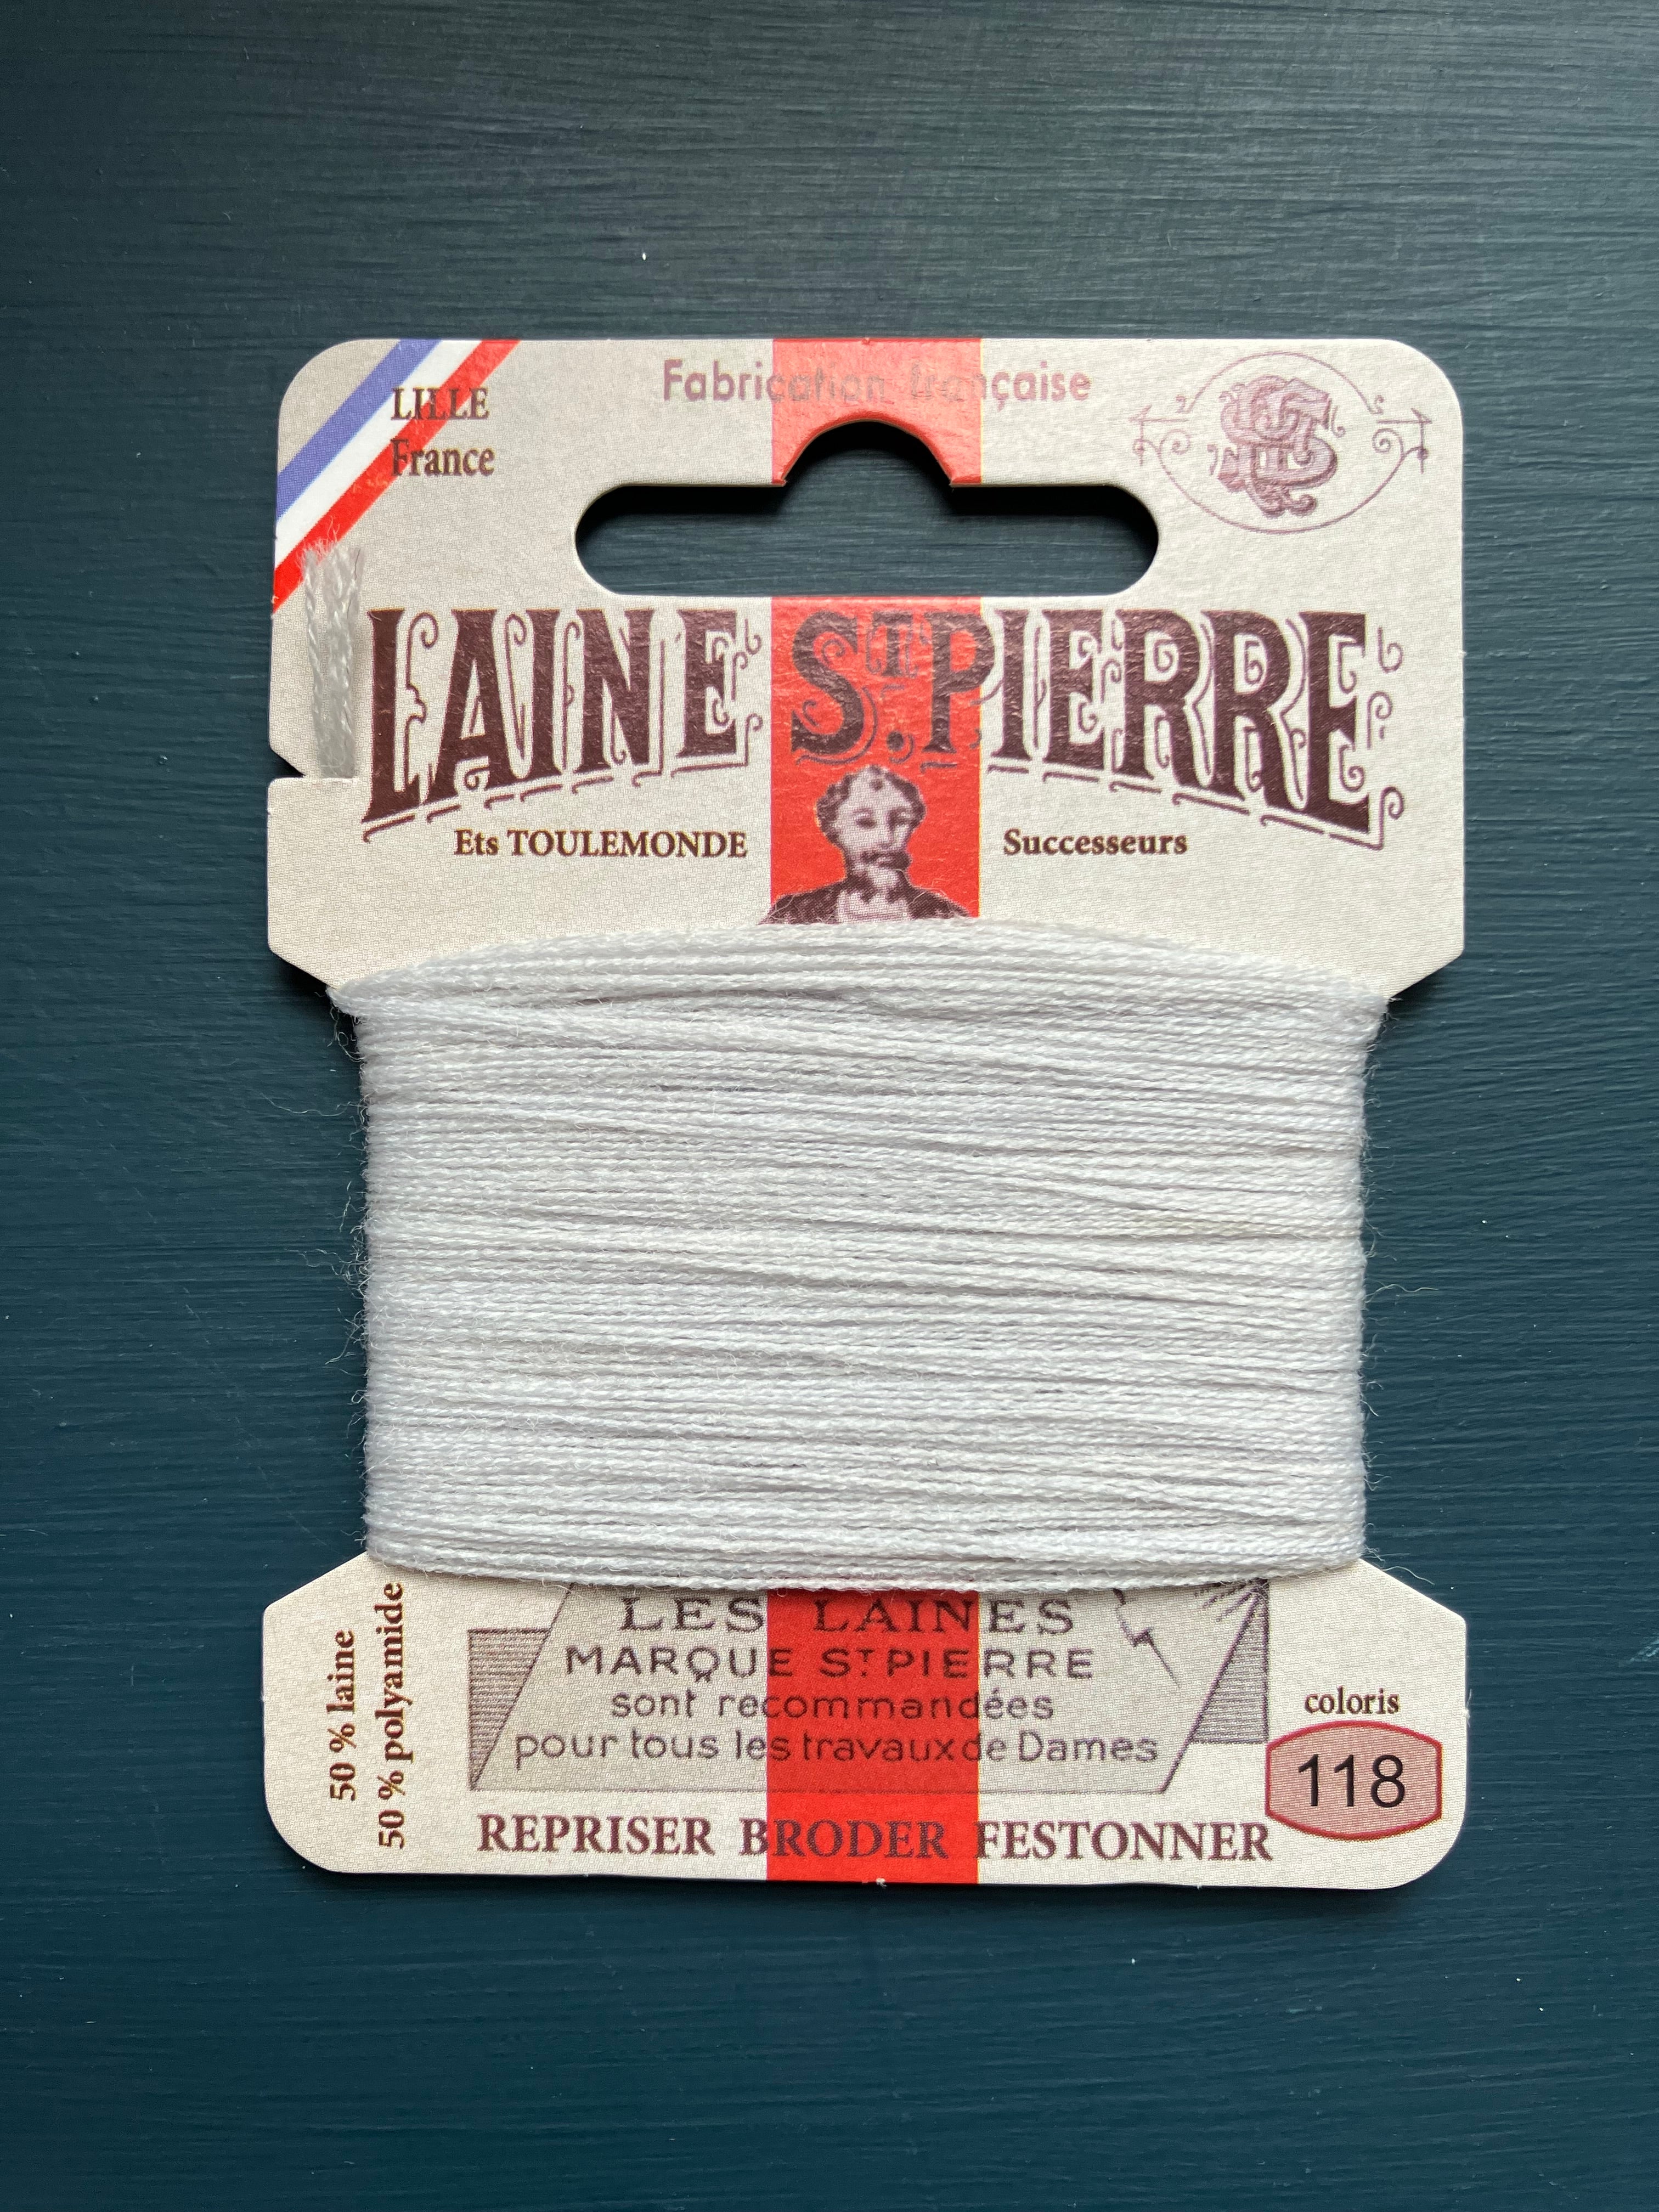 Fabrication française
LILLE
France
LAINE ST. PIERRE
Ets TOULEMONDE Successeurs
LES LAINES
MARQUE ST PIERRE
sont recommandées
pour tous les travaux de Dames
REPRISER BRODER FESTONNER
50 % laine
50 % polyamide
coloris
118